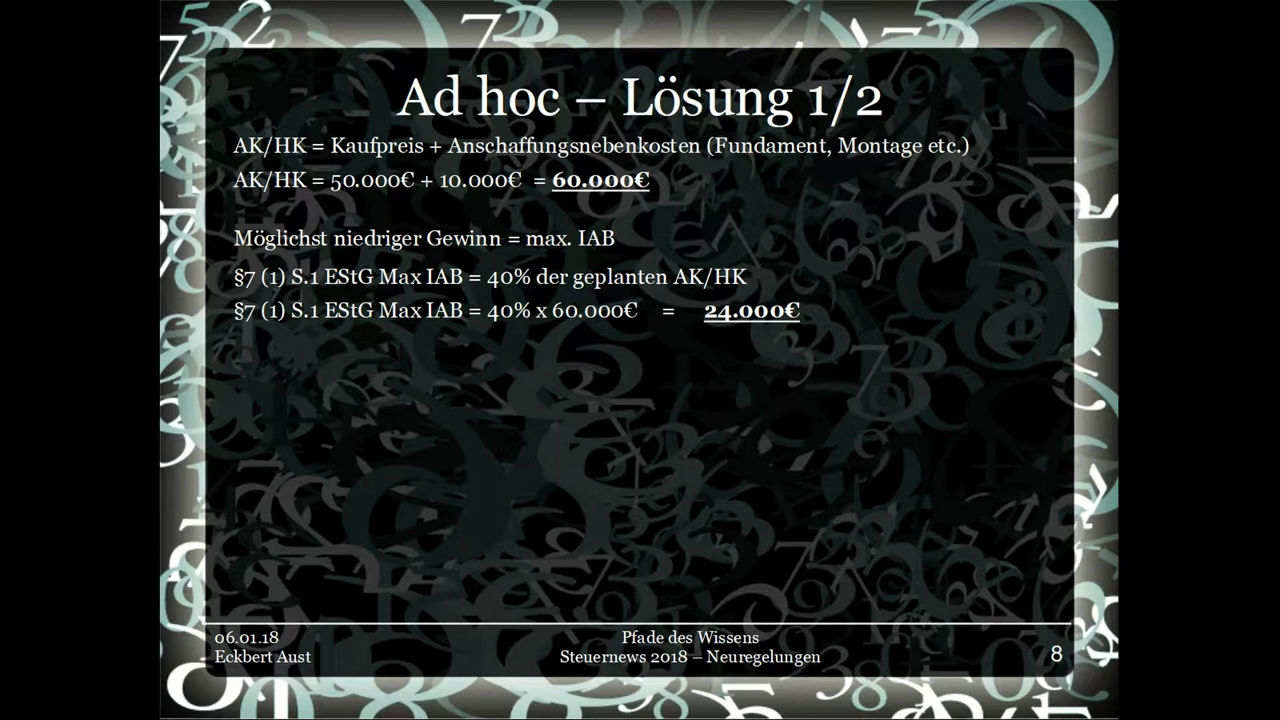 Ad hoc – Lösung 1/2
AK/HK = Kaufpreis + Anschaffungsnebenkosten (Fundament, Montage etc.)
AK/HK = 50.000€ + 10.000€ = 60.000€
Möglichst niedriger Gewinn = max. IAB
§7 (1) S.1 EStG Max IAB = 40% der geplanten AK/HK
§7 (1) S.1 EStG Max IAB = 40% x 60.000€ = 24.000€
06.01.18
Eckbert Aust
Pfade des Wissens
Steuernews 2018 – Neuregelungen
8